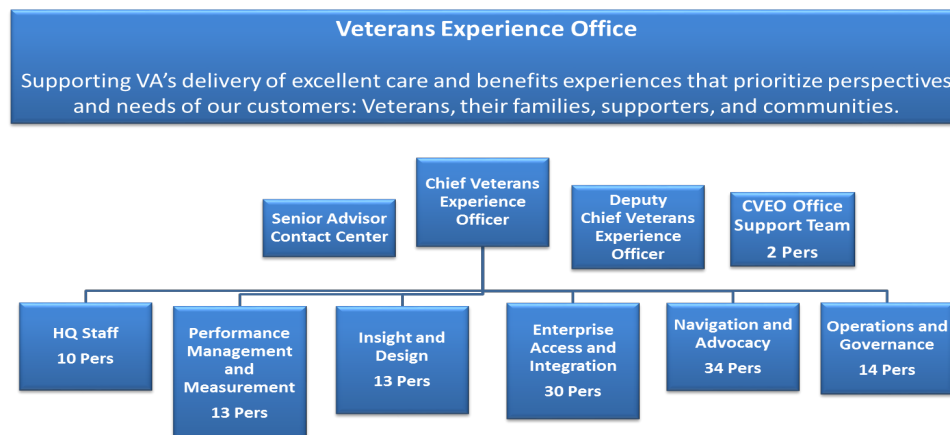 Veterans Experience Office
Supporting VA’s delivery of excellent care and benefits experiences that prioritize perspectives
and needs of our customers: Veterans, their families, supporters, and communities.
Chief Veterans
Experience
Officer
Senior Advisor
Contact Center
Deputy
Chief Veterans
Experience
Officer
CVEO Office
Support Team
2 Pers
HQ Staff
10 Pers
Performance
Management
and
Measurement
13 Pers
Insight and
Design
13 Pers
Enterprise
Access and
Integration
30 Pers
Navigation and
Advocacy
34 Pers
Operations and
Governance
14 Pers